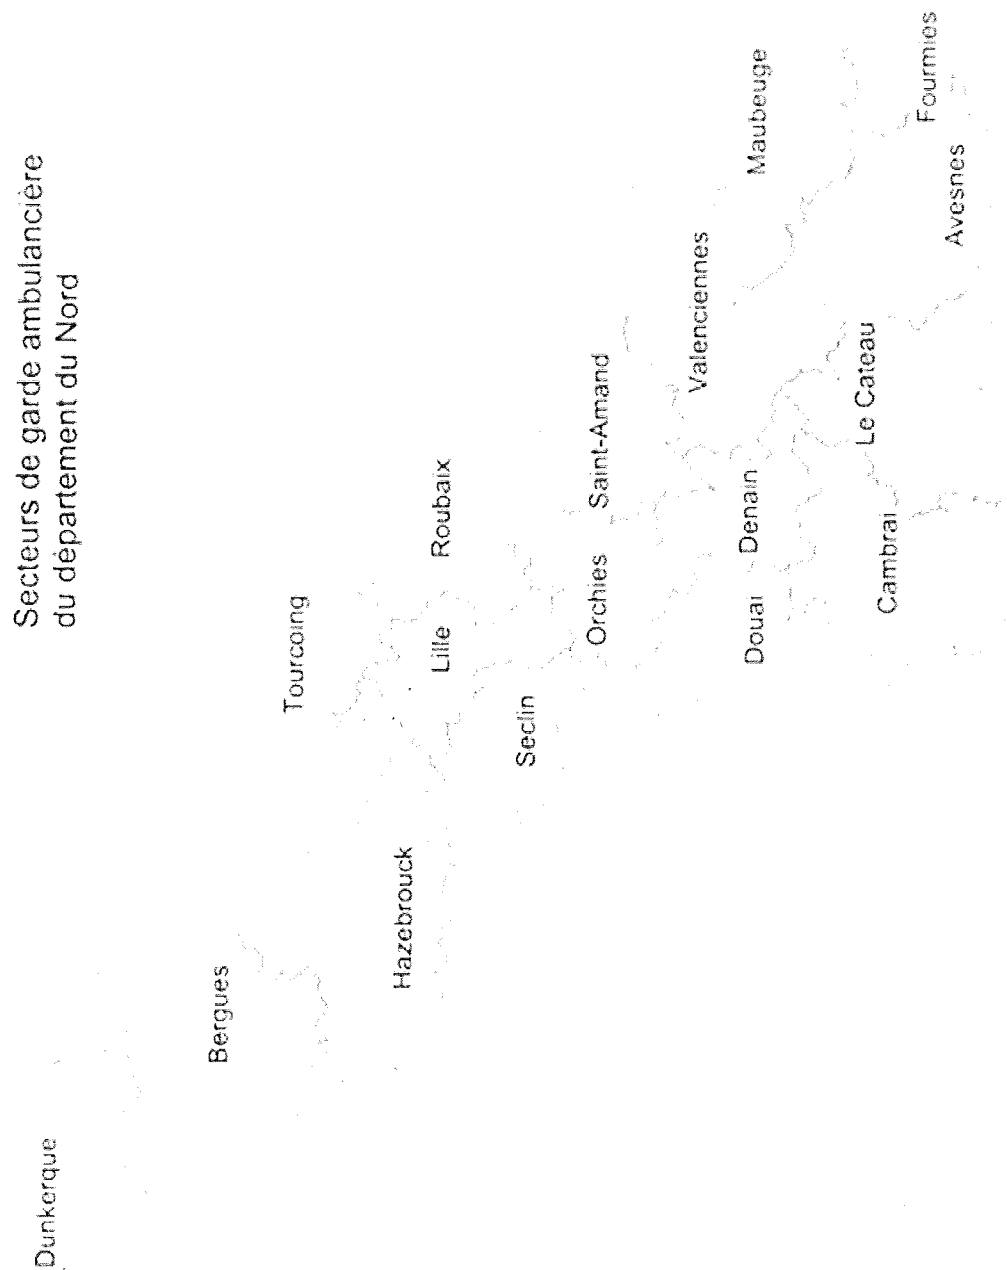 Secteurs de garde ambulancière
du département du Nord
Dunkerque
Bergues
Tourcoing
Hazebrouck
Lille
Roubaix
Seclin
Orchies
Saint-Amand
Valenciennes
Maubeuge
Douai
Denain
Le Cateau
Cambrai
Fourmies
Avesnes